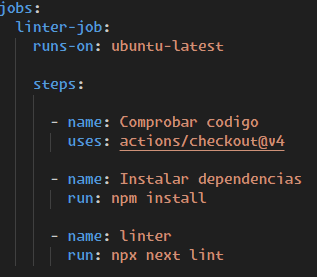 jobs:
linter-job:
runs-on: ubuntu-latest
steps:
- name: Comprobar codigo
uses: actions/checkout@v4
- name: Instalar dependencias
run: npm install
- name: linter
run: npx next lint